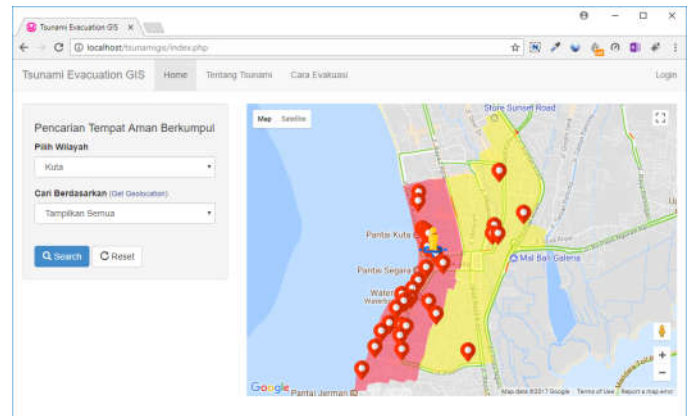 Tsunami Evacuation GIS
localhost/tsunamigis/index.php
Tsunami Evacuation GIS Home Tentang Tsunami Cara Evakuasi Login
Pencarian Tempat Aman Berkumpul
Pilih Wilayah
Kuta
Cari Berdasarkan (Get Geolocation)
Tampilkan Semua
Search Reset
Map Satellite
Store Sunset Road
Pantai Kuta
Mal Bali Galeria
Pantai Segara
Google
Pantai Jerman
Map data ©2017 Google Terms of Use Report a map error